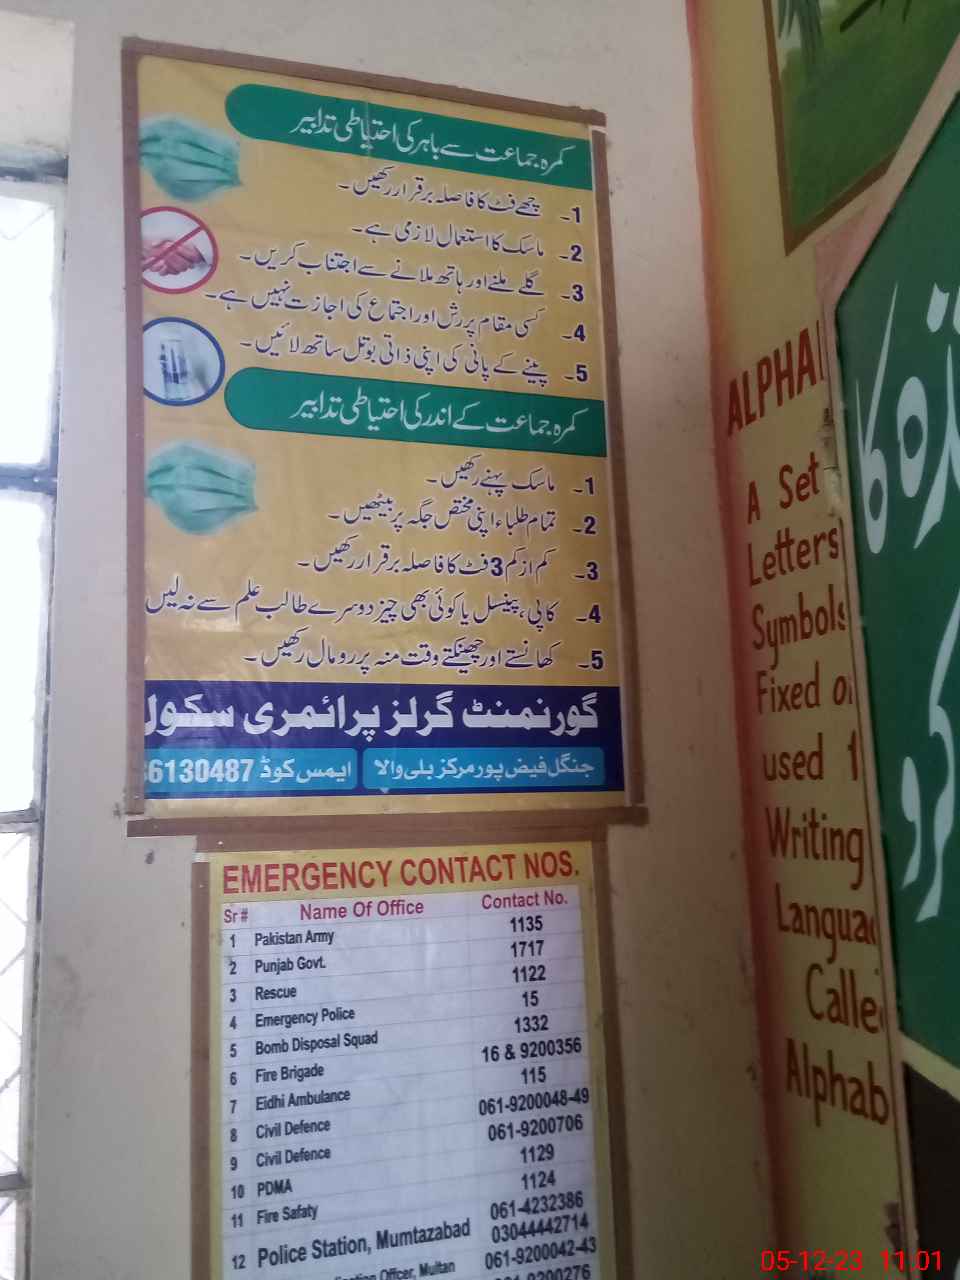 کمرہ جماعت سے باہر کی احتیاطی تدابیر
1۔ چھے فٹ کا فاصلہ برقرار رکھیں۔
2۔ ماسک کا استعمال لازمی ہے۔
3۔ گلے ملنے اور ہاتھ ملانے سے اجتناب کریں۔
4۔ کسی مقام پر رش اور اجتماع کی اجازت نہیں ہے۔
5۔ پینے کے پانی کی اپنی ذاتی بوتل ساتھ لائیں۔
کمرہ جماعت کے اندر کی احتیاطی تدابیر
1۔ ماسک پہنے رکھیں۔
2۔ تمام طلباء اپنی مختص جگہ پر بیٹھیں۔
3۔ کم از کم 3 فٹ کا فاصلہ برقرار رکھیں۔
4۔ کاپی، پینسل یا کوئی بھی چیز دوسرے طالب علم سے نہ لیں
5۔ کھانستے اور چھینکتے وقت منہ پر رومال رکھیں۔
گورنمنٹ گرلز پرائمری سکول
جنگل فیض پور مرکز بلی والا ایمس کوڈ 36130487
EMERGENCY CONTACT NOS.
Sr# Name Of Office Contact No.
1 Pakistan Army 1135
2 Punjab Govt. 1717
3 Rescue 1122
4 Emergency Police 15
5 Bomb Disposal Squad 1332
6 Fire Brigade 16 & 9200356
7 Eidhi Ambulance 115
8 Civil Defence 061-9200048-49
9 Civil Defence 061-9200706
10 PDMA 1129
11 Fire Safaty 1124
12 Police Station, Mumtazabad 061-4232386
03044442714
Officer, Multan 061-9200042-43
9200276
ALPHA
A Set
Letters
Symbols
Fixed
used
Writing
Langua
Calle
Alphab
کا
کرو
05-12-23 11.01